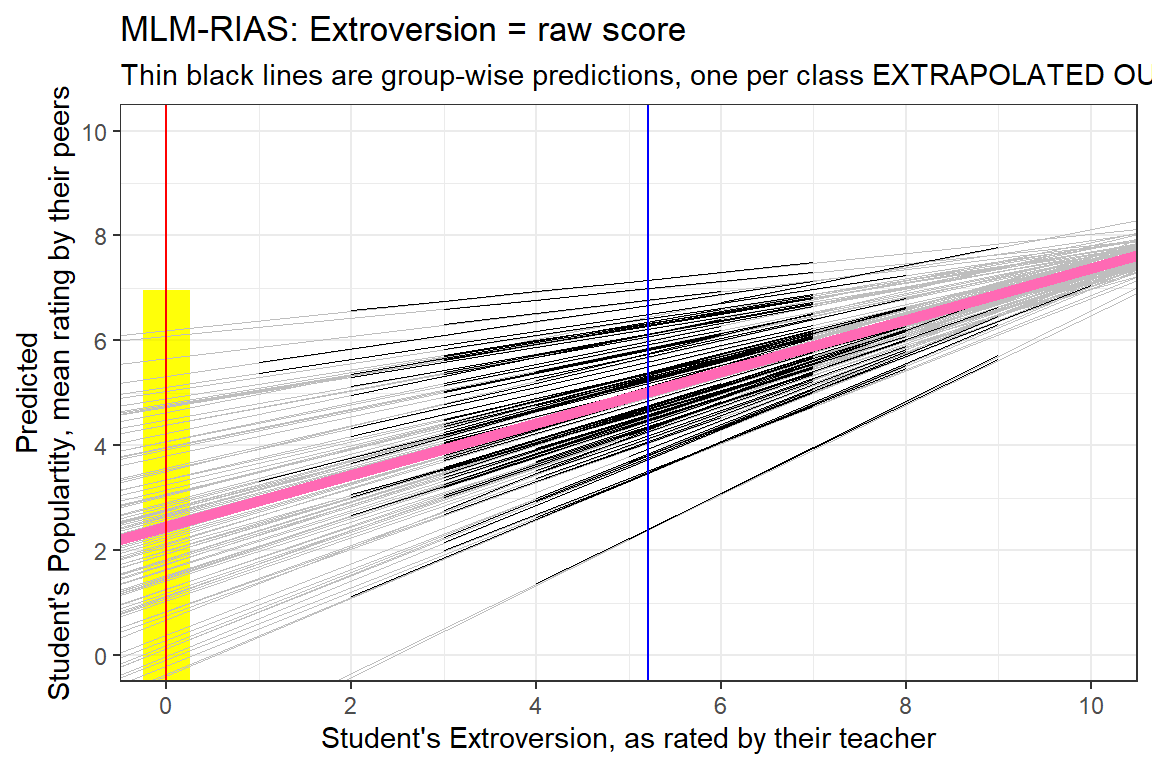 MLM-RIAS: Extroversion = raw score
Thin black lines are group-wise predictions, one per class EXTRAPOLATED OU
Predicted
Student's Populartity, mean rating by their peers
10
8
6
4
2
0
0 2 4 6 8 10
Student's Extroversion, as rated by their teacher